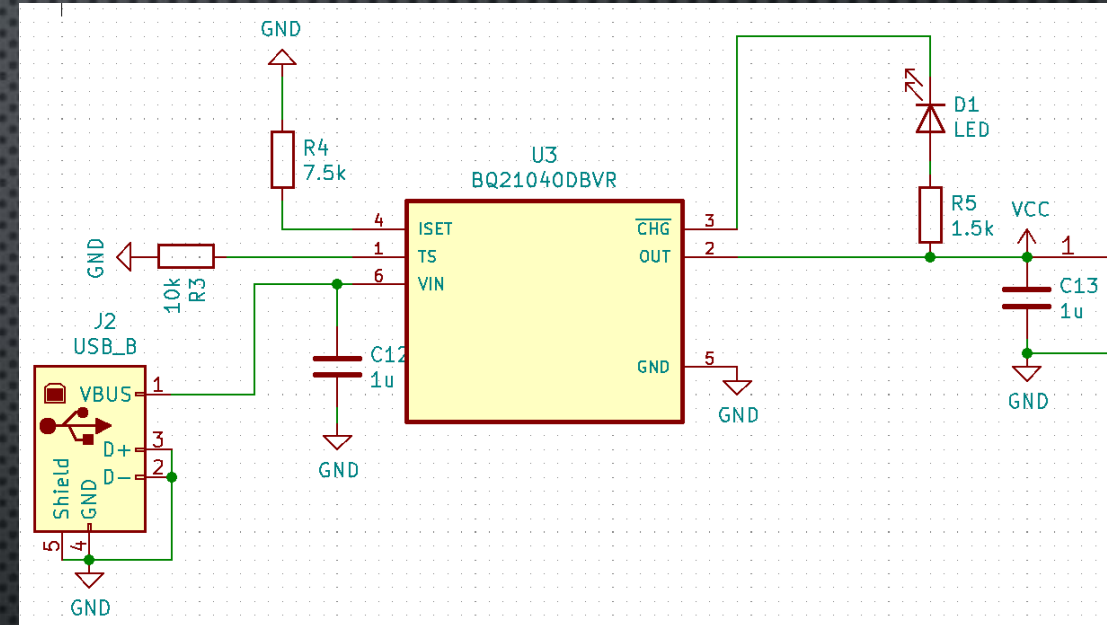 GND
R4
7.5k
U3
BQ21040DBVR
D1
LED
R5
1.5k
VCC
4
ISET
CHG
3
GND
1
TS
OUT
2
1
10k
R3
6
VIN
C13
1u
J2
USB_B
C12
1u
GND
5
GND
GND
VBUS
1
D+
3
D-
2
GND
Shield
GND
5
4
GND